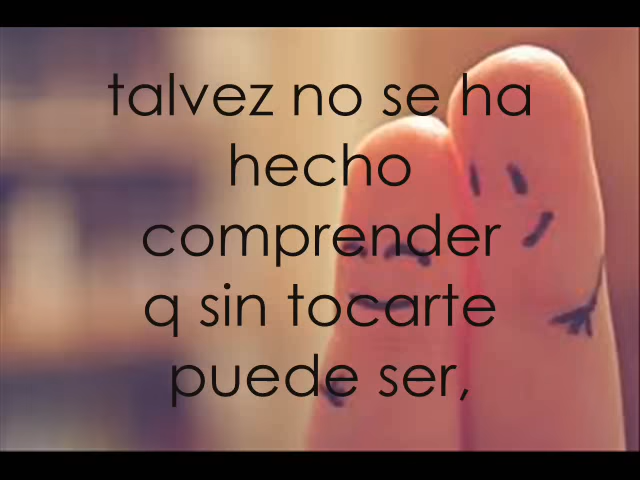 talvez no se ha
hecho
comprender
q sin tocarte
puede ser,